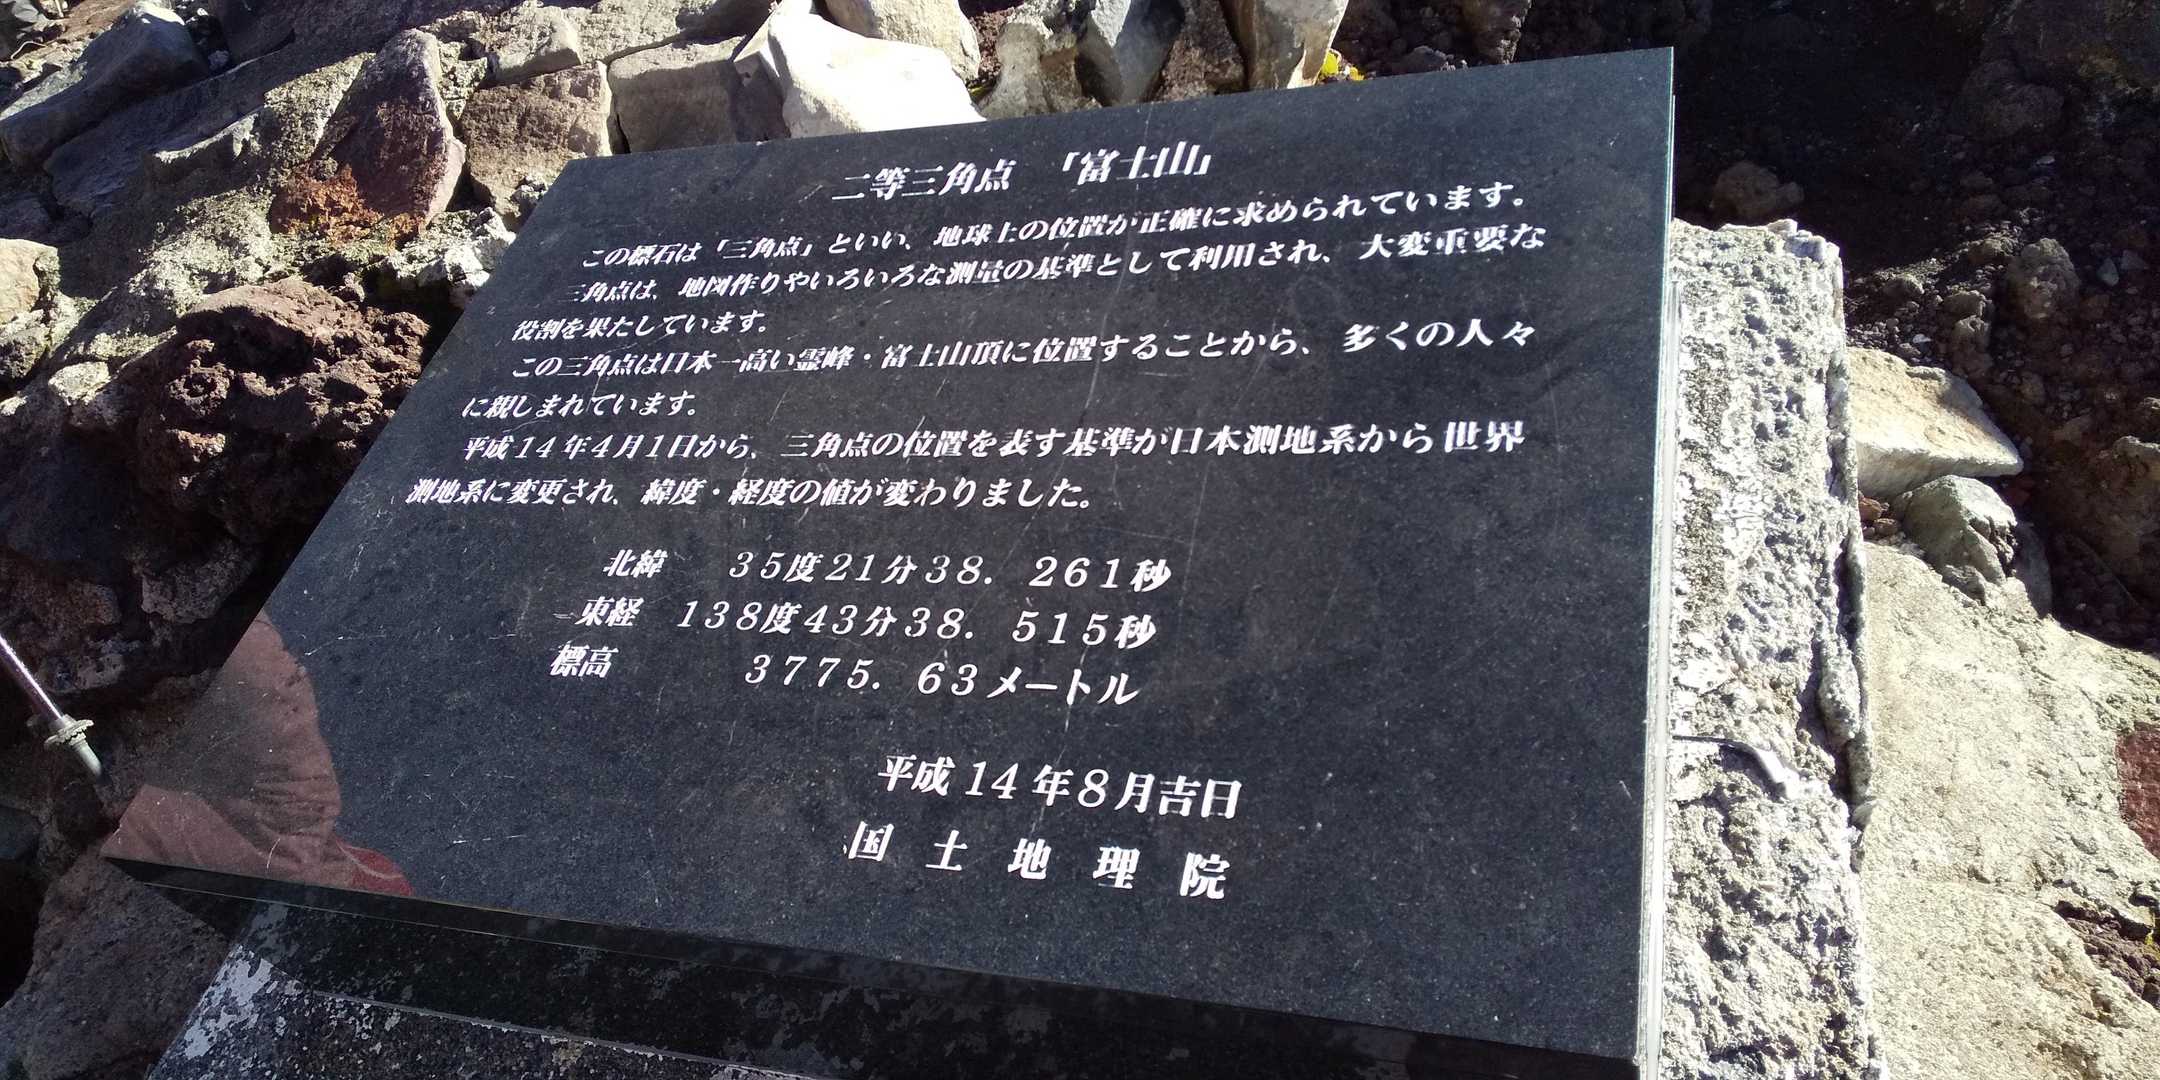 二等三角点 「富士山」
この標石は「三角点」といい、地球上の位置が正確に求められています。
三角点は、地図作りやいろいろな測量の基準として利用され、大変重要な
役割を果たしています。
この三角点は日本一高い霊峰・富士山頂に位置することから、多くの人々
に親しまれています。
平成14年4月1日から、三角点の位置を表す基準が日本測地系から世界
測地系に変更され、緯度・経度の値が変わりました。
北緯 35度21分38.261秒
東経 138度43分38.515秒
標高 3775.63メートル
平成14年8月吉日
国土地理院